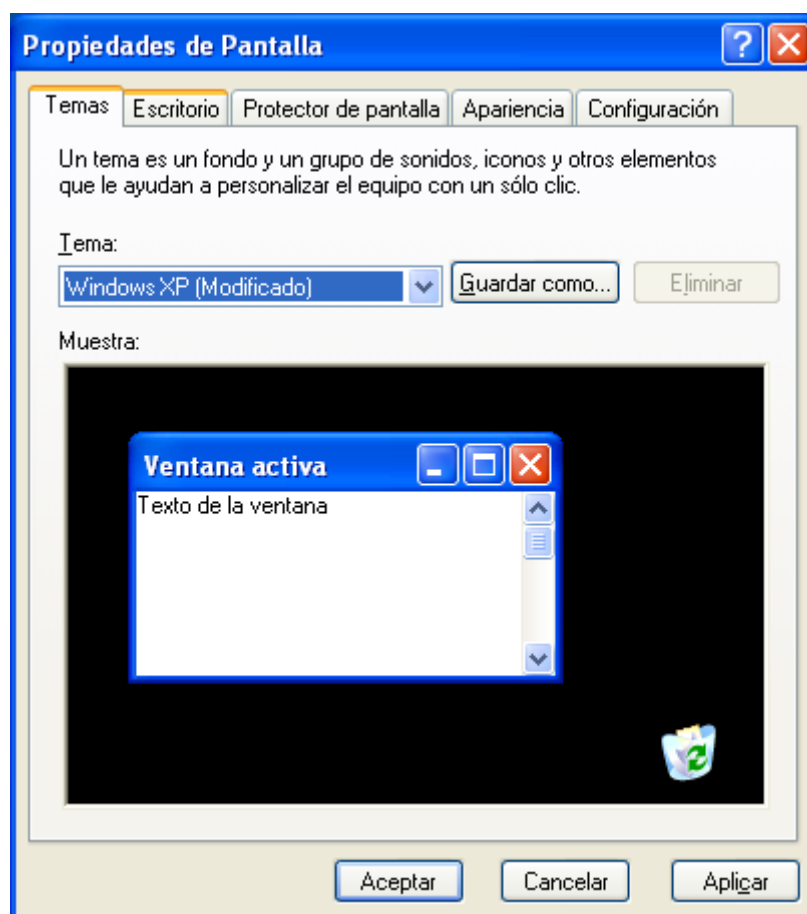 Propiedades de Pantalla
Temas Escritorio Protector de pantalla Apariencia Configuración
Un tema es un fondo y un grupo de sonidos, iconos y otros elementos
que le ayudan a personalizar el equipo con un sólo clic.
Tema:
Windows XP (Modificado) Guardar como... Eliminar
Muestra:
Ventana activa
Texto de la ventana
Aceptar Cancelar Aplicar